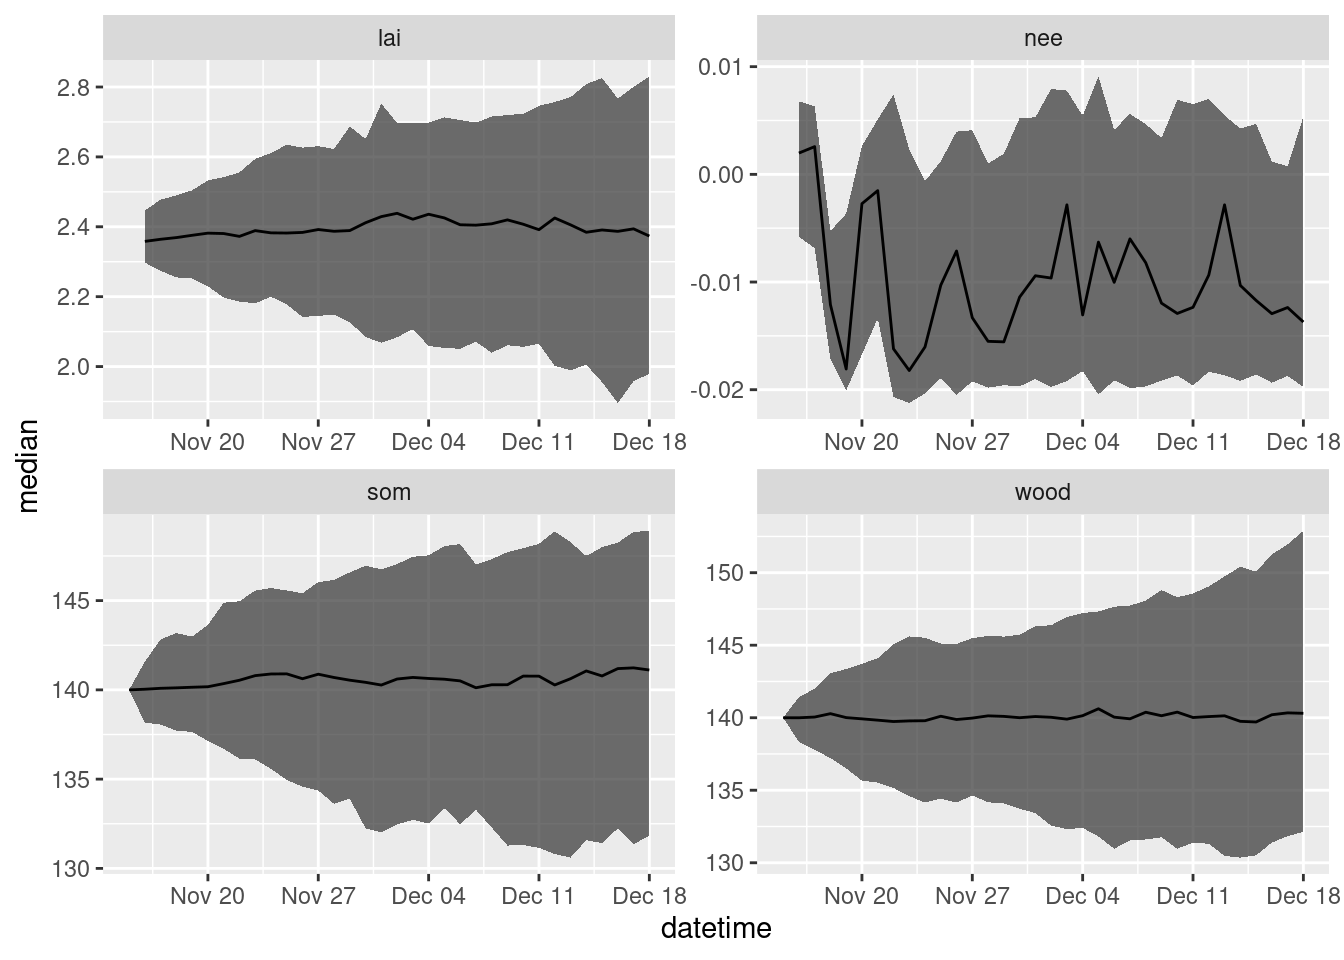 lai
nee
2.8
2.6
2.4
2.2
2.0
0.01
0.00
-0.01
-0.02
Nov 20 Nov 27 Dec 04 Dec 11 Dec 18
Nov 20 Nov 27 Dec 04 Dec 11 Dec 18
median
som
wood
145
140
135
130
150
145
140
135
130
Nov 20 Nov 27 Dec 04 Dec 11 Dec 18
Nov 20 Nov 27 Dec 04 Dec 11 Dec 18
datetime